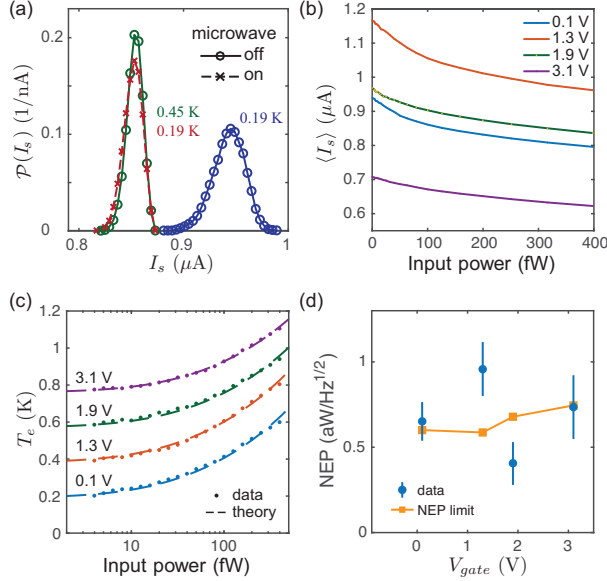 (a)
microwave
off
on
0.45 K
0.19 K
0.19 K
0.2
0.1
0
P(I_s) (1/nA)
0.8
0.9
1
I_s (μA)
(b)
0.1 V
1.3 V
1.9 V
3.1 V
1.2
1.1
1
0.9
0.8
0.7
0.6
⟨I_s⟩ (μA)
0
100
200
300
400
Input power (fW)
(c)
1.2
1
0.8
0.6
0.4
0.2
0
T_e (K)
3.1 V
1.9 V
1.3 V
0.1 V
data
theory
10
100
Input power (fW)
(d)
1
0.5
0
NEP (aW/Hz^1/2)
data
NEP limit
0
1
2
3
V_gate (V)